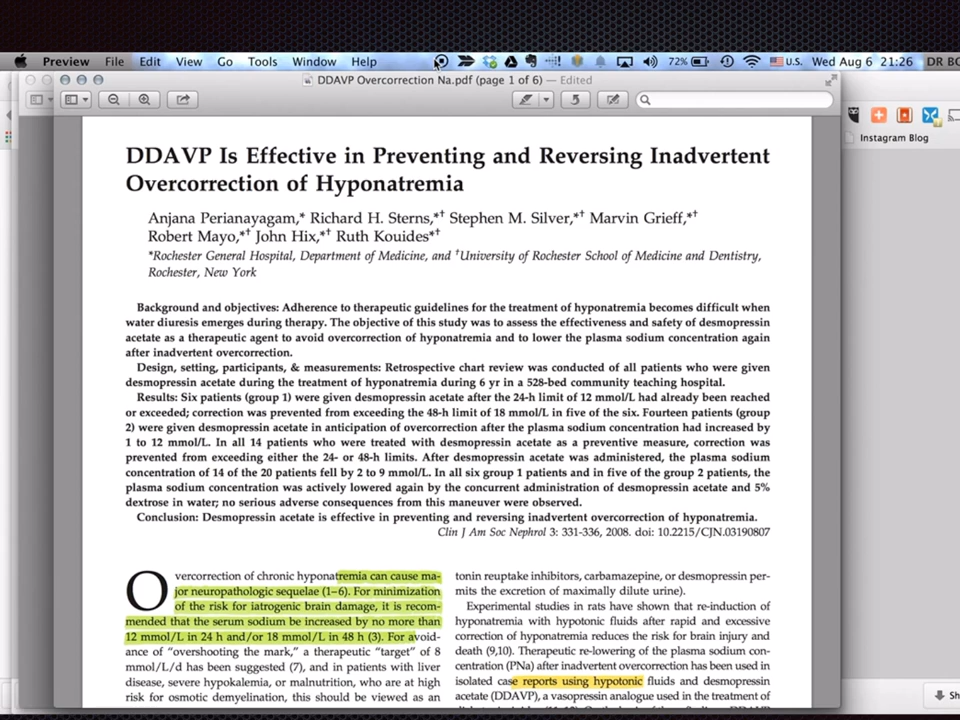 Preview File Edit View Go Tools Window Help 72% U.S. Wed Aug 6 21:26 DR BO
DDAVP Overcorrection Na.pdf (page 1 of 6) — Edited
Instagram Blog
DDAVP Is Effective in Preventing and Reversing Inadvertent
Overcorrection of Hyponatremia
Anjana Perianayagam,* Richard H. Sterns,*† Stephen M. Silver,*† Marvin Grieff,*†
Robert Mayo,*† John Hix,*† Ruth Kouides*†
*Rochester General Hospital, Department of Medicine, and †University of Rochester School of Medicine and Dentistry,
Rochester, New York
Background and objectives: Adherence to therapeutic guidelines for the treatment of hyponatremia becomes difficult when
water diuresis emerges during therapy. The objective of this study was to assess the effectiveness and safety of desmopressin
acetate as a therapeutic agent to avoid overcorrection of hyponatremia and to lower the plasma sodium concentration again
after inadvertent overcorrection.
Design, setting, participants, & measurements: Retrospective chart review was conducted of all patients who were given
desmopressin acetate during the treatment of hyponatremia during 6 yr in a 528-bed community teaching hospital.
Results: Six patients (group 1) were given desmopressin acetate after the 24-h limit of 12 mmol/L had already been reached
or exceeded; correction was prevented from exceeding the 48-h limit of 18 mmol/L in five of the six. Fourteen patients (group
2) were given desmopressin acetate in anticipation of overcorrection after the plasma sodium concentration had increased by
1 to 12 mmol/L. In all 14 patients who were treated with desmopressin acetate as a preventive measure, correction was
prevented from exceeding either the 24- or 48-h limits. After desmopressin acetate was administered, the plasma sodium
concentration of 14 of the 20 patients fell by 2 to 9 mmol/L. In all six group 1 patients and in five of the group 2 patients, the
plasma sodium concentration was actively lowered again by the concurrent administration of desmopressin acetate and 5%
dextrose in water; no serious adverse consequences from this maneuver were observed.
Conclusion: Desmopressin acetate is effective in preventing and reversing inadvertent overcorrection of hyponatremia.
Clin J Am Soc Nephrol 3: 331-336, 2008. doi: 10.2215/CJN.03190807
Overcorrection of chronic hyponatremia can cause ma-
jor neuropathologic sequelae (1–6). For minimization
of the risk for iatrogenic brain damage, it is recom-
mended that the serum sodium be increased by no more than
12 mmol/L in 24 h and/or 18 mmol/L in 48 h (3). For avoid-
ance of “overshooting the mark,” a therapeutic “target” of 8
mmol/L/d has been suggested (7), and in patients with liver
disease, severe hypokalemia, or malnutrition, who are at high
risk for osmotic demyelination, this should be viewed as an
tonin reuptake inhibitors, carbamazepine, or desmopressin per-
mits the excretion of maximally dilute urine).
Experimental studies in rats have shown that re-induction of
hyponatremia with hypotonic fluids after rapid and excessive
correction of hyponatremia reduces the risk for brain injury and
death (9,10). Therapeutic re-lowering of the plasma sodium con-
centration (PNa) after inadvertent overcorrection has been used in
isolated case reports using hypotonic fluids and desmopressin
acetate (DDAVP), a vasopressin analogue used in the treatment of
Sh